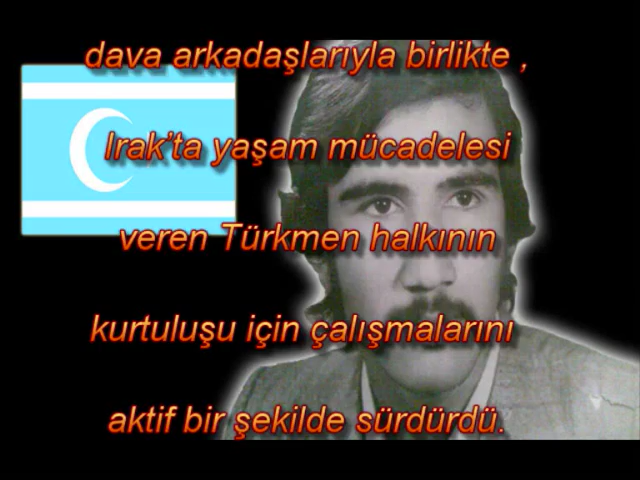 dava arkadaşlarıyla birlikte ,
Irak'ta yaşam mücadelesi
veren Türkmen halkının
kurtuluşu için çalışmalarını
aktif bir şekilde sürdürdü.